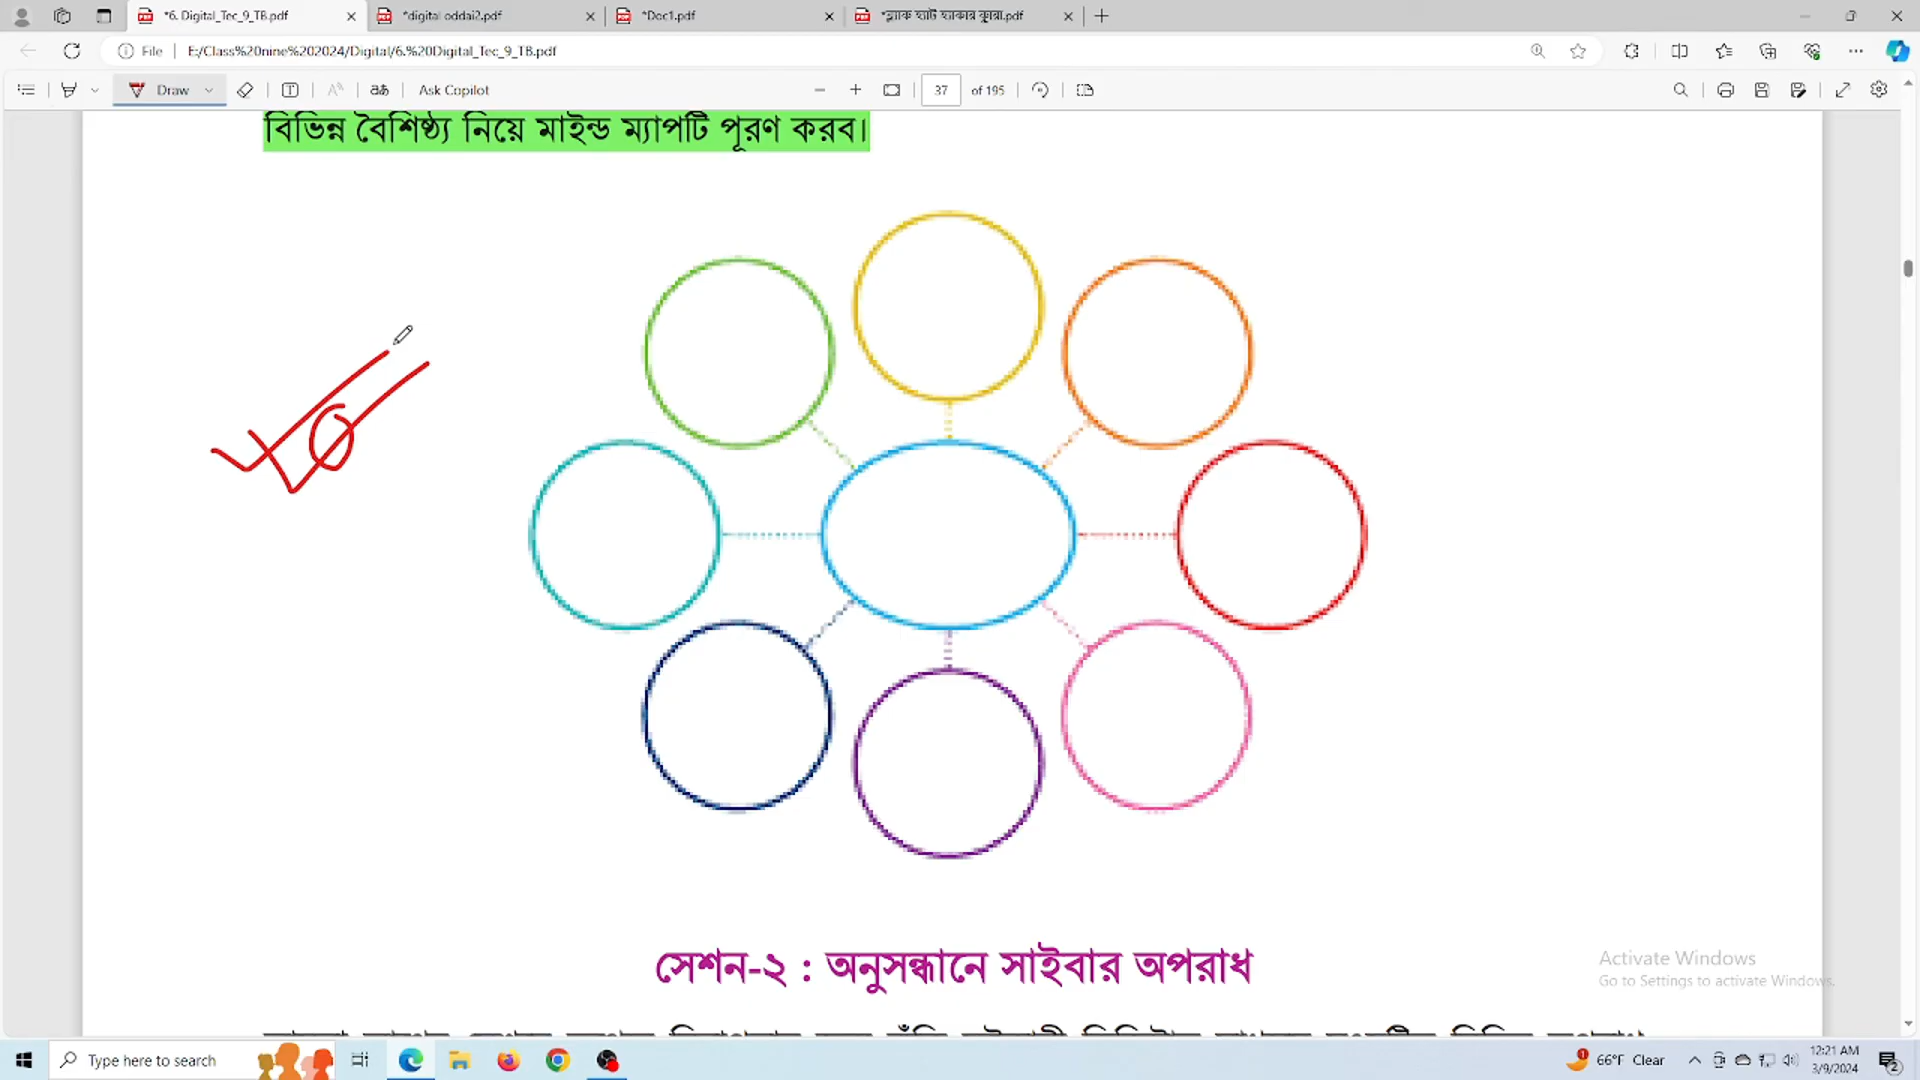 *6. Digital_Tec_9_TB.pdf
*digital oddai2.pdf
*Doc1.pdf
*ব্ল্যাক হ্যাট হ্যাকার কুারা.pdf
File
E:/Class%20nine%202024/Digital/6.%20Digital_Tec_9_TB.pdf
Draw
Ask Copilot
37 of 195
বিভিন্ন বৈশিষ্ঠ্য নিয়ে মাইন্ড ম্যাপটি পূরণ করব।
সেশন-২ : অনুসন্ধানে সাইবার অপরাধ
Activate Windows
Go to Settings to activate Windows.
Type here to search
66°F Clear
12:21 AM
3/9/2024